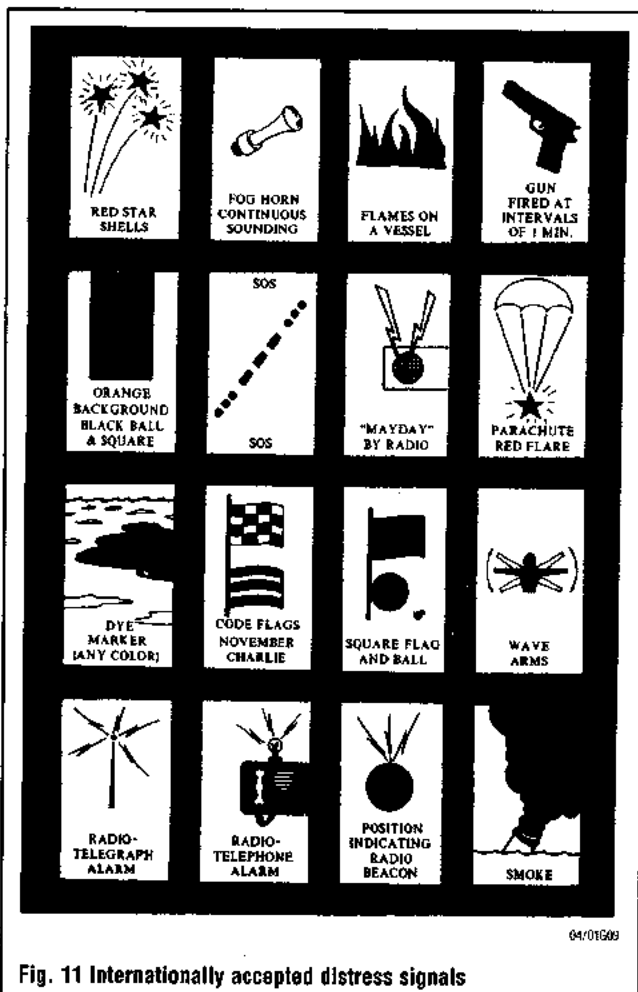 RED STAR
SHELLS
FOG HORN
CONTINUOUS
SOUNDING
FLAMES ON
A VESSEL
GUN
FIRED AT
INTERVALS
OF 1 MIN.
ORANGE
BACKGROUND
BLACK BALL
& SQUARE
SOS
SOS
"MAYDAY"
BY RADIO
PARACHUTE
RED FLARE
DYE
MARKER
(ANY COLOR)
CODE FLAGS
NOVEMBER
CHARLIE
SQUARE FLAG
AND BALL
WAVE
ARMS
RADIO-
TELEGRAPH
ALARM
RADIO-
TELEPHONE
ALARM
POSITION
INDICATING
RADIO
BEACON
SMOKE
04701G09
Fig. 11 Internationally accepted distress signals